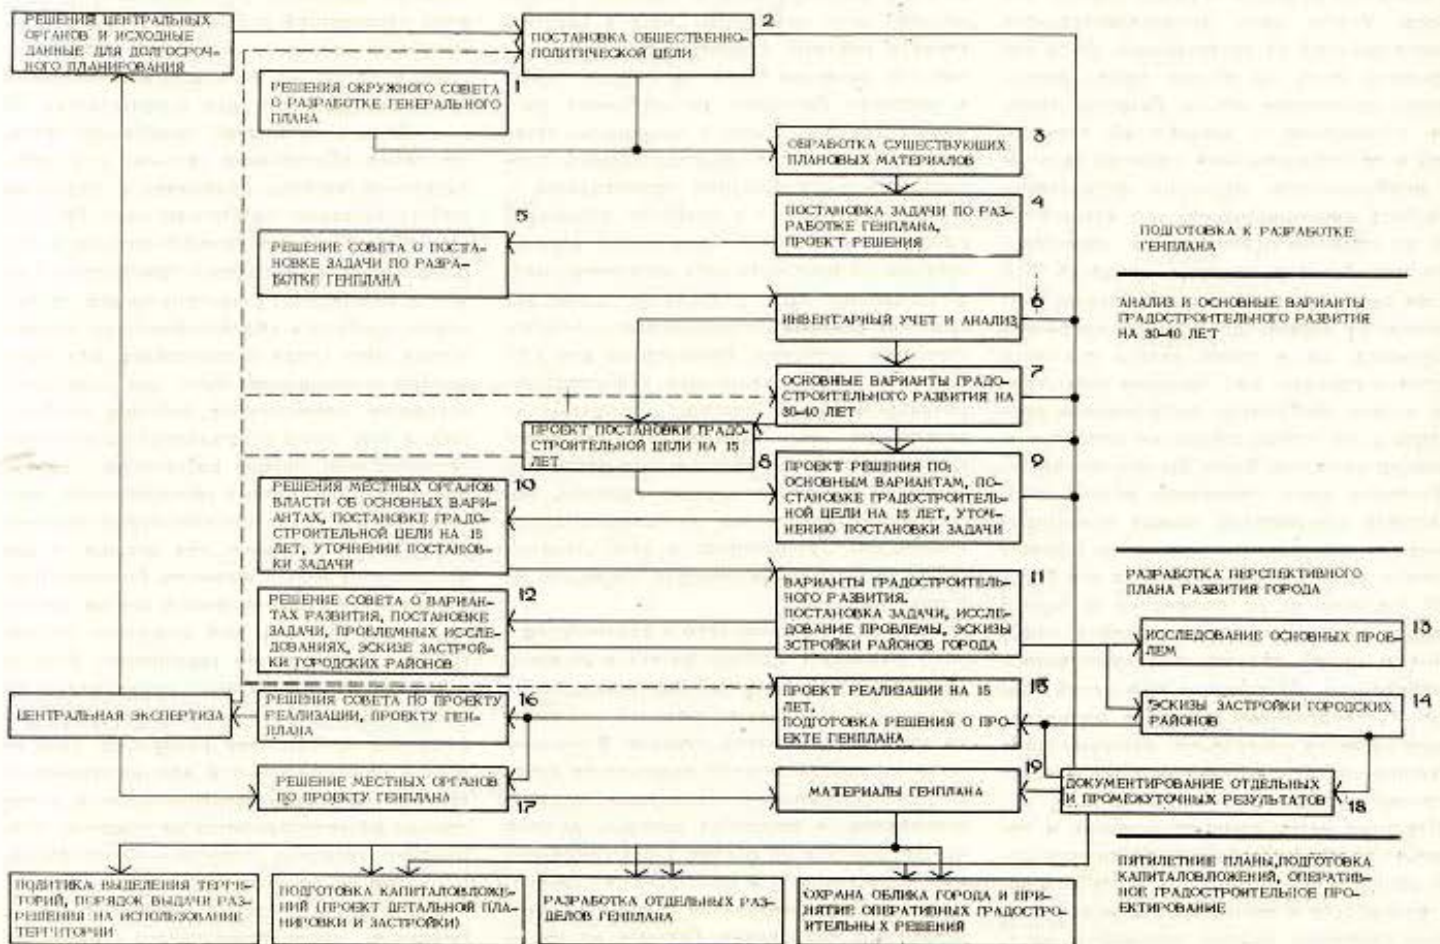 РЕШЕНИЯ ЦЕНТРАЛЬНЫХ
ОРГАНОВ И ИСХОДНЫЕ
ДАННЫЕ ДЛЯ ДОЛГОСРОЧ-
НОГО ПЛАНИРОВАНИЯ
2
ПОСТАНОВКА ОБЩЕСТВЕННО-
ПОЛИТИЧЕСКОЙ ЦЕЛИ
1
РЕШЕНИЯ ОКРУЖНОГО СОВЕТА
О РАЗРАБОТКЕ ГЕНЕРАЛЬНОГО
ПЛАНА
3
ОБРАБОТКА СУЩЕСТВУЮЩИХ
ПЛАНОВЫХ МАТЕРИАЛОВ
4
ПОСТАНОВКА ЗАДАЧИ ПО РАЗ-
РАБОТКЕ ГЕНПЛАНА,
ПРОЕКТ РЕШЕНИЯ
5
РЕШЕНИЕ СОВЕТА О ПОСТА-
НОВКЕ ЗАДАЧИ ПО РАЗРА-
БОТКЕ ГЕНПЛАНА
ПОДГОТОВКА К РАЗРАБОТКЕ
ГЕНПЛАНА
6
ИНВЕНТАРНЫЙ УЧЕТ И АНАЛИЗ
АНАЛИЗ И ОСНОВНЫЕ ВАРИАНТЫ
ГРАДОСТРОИТЕЛЬНОГО РАЗВИТИЯ
НА 30-40 ЛЕТ
7
ОСНОВНЫЕ ВАРИАНТЫ ГРАДО-
СТРОИТЕЛЬНОГО РАЗВИТИЯ НА
30-40 ЛЕТ
ПРОЕКТ ПОСТАНОВКИ ГРАДО-
СТРОИТЕЛЬНОЙ ЦЕЛИ НА 15
ЛЕТ
8
9
ПРОЕКТ РЕШЕНИЯ ПО:
ОСНОВНЫМ ВАРИАНТАМ, ПО-
СТАНОВКЕ ГРАДОСТРОИТЕЛЬ-
НОЙ ЦЕЛИ НА 15 ЛЕТ, УТОЧ-
НЕНИЮ ПОСТАНОВКИ ЗАДАЧИ
10
РЕШЕНИЯ МЕСТНЫХ ОРГАНОВ
ВЛАСТИ ОБ ОСНОВНЫХ ВАРИ-
АНТАХ, ПОСТАНОВКЕ ГРАДО-
СТРОИТЕЛЬНОЙ ЦЕЛИ НА 15
ЛЕТ, УТОЧНЕНИИ ПОСТАНОВ-
КИ ЗАДАЧИ
11
ВАРИАНТЫ ГРАДОСТРОИТЕЛЬ-
НОГО РАЗВИТИЯ.
ПОСТАНОВКА ЗАДАЧИ, ИССЛЕ-
ДОВАНИЕ ПРОБЛЕМЫ, ЭСКИЗЫ
ЗСТРОЙКИ РАЙОНОВ ГОРОДА
РАЗРАБОТКА ПЕРСПЕКТИВНОГО
ПЛАНА РАЗВИТИЯ ГОРОДА
12
РЕШЕНИЕ СОВЕТА О ВАРИАН-
ТАХ РАЗВИТИЯ, ПОСТАНОВКЕ
ЗАДАЧИ, ПРОБЛЕМНЫХ ИССЛЕ-
ДОВАНИЯХ, ЭСКИЗЕ ЗАСТРОЙ-
КИ ГОРОДСКИХ РАЙОНОВ
13
ИССЛЕДОВАНИЕ ОСНОВНЫХ ПРОБ-
ЛЕМ
14
ЭСКИЗЫ ЗАСТРОЙКИ ГОРОДСКИХ
РАЙОНОВ
15
ПРОЕКТ РЕАЛИЗАЦИИ НА 15
ЛЕТ.
ПОДГОТОВКА РЕШЕНИЯ О ПРО-
ЕКТЕ ГЕНПЛАНА
16
РЕШЕНИЯ СОВЕТА ПО ПРОЕКТУ
РЕАЛИЗАЦИИ, ПРОЕКТУ ГЕН-
ПЛАНА
ЦЕНТРАЛЬНАЯ ЭКСПЕРТИЗА
РЕШЕНИЕ МЕСТНЫХ ОРГАНОВ
ПО ПРОЕКТУ ГЕНПЛАНА
17
19
МАТЕРИАЛЫ ГЕНПЛАНА
ДОКУМЕНТИРОВАНИЕ ОТДЕЛЬНЫХ
И ПРОМЕЖУТОЧНЫХ РЕЗУЛЬТАТОВ
18
ПОЛИТИКА ВЫДЕЛЕНИЯ ТЕРРИ-
ТОРИЙ, ПОРЯДОК ВЫДАЧИ РАЗ-
РЕШЕНИЯ НА ИСПОЛЬЗОВАНИЕ
ТЕРРИТОРИИ
ПОДГОТОВКА КАПИТАЛОВЛОЖЕ-
НИЙ (ПРОЕКТ ДЕТАЛЬНОЙ ПЛА-
НИРОВКИ И ЗАСТРОЙКИ)
РАЗРАБОТКА ОТДЕЛЬНЫХ РАЗ-
ДЕЛОВ ГЕНПЛАНА
ОХРАНА ОБЛИКА ГОРОДА И ПРИ-
НЯТИЕ ОПЕРАТИВНЫХ ГРАДОСТРО-
ИТЕЛЬНЫХ РЕШЕНИЙ
ПЯТИЛЕТНИЕ ПЛАНЫ, ПОДГОТОВКА
КАПИТАЛОВЛОЖЕНИЙ, ОПЕРАТИВ-
НОЕ ГРАДОСТРОИТЕЛЬНОЕ ПРО-
ЕКТИРОВАНИЕ